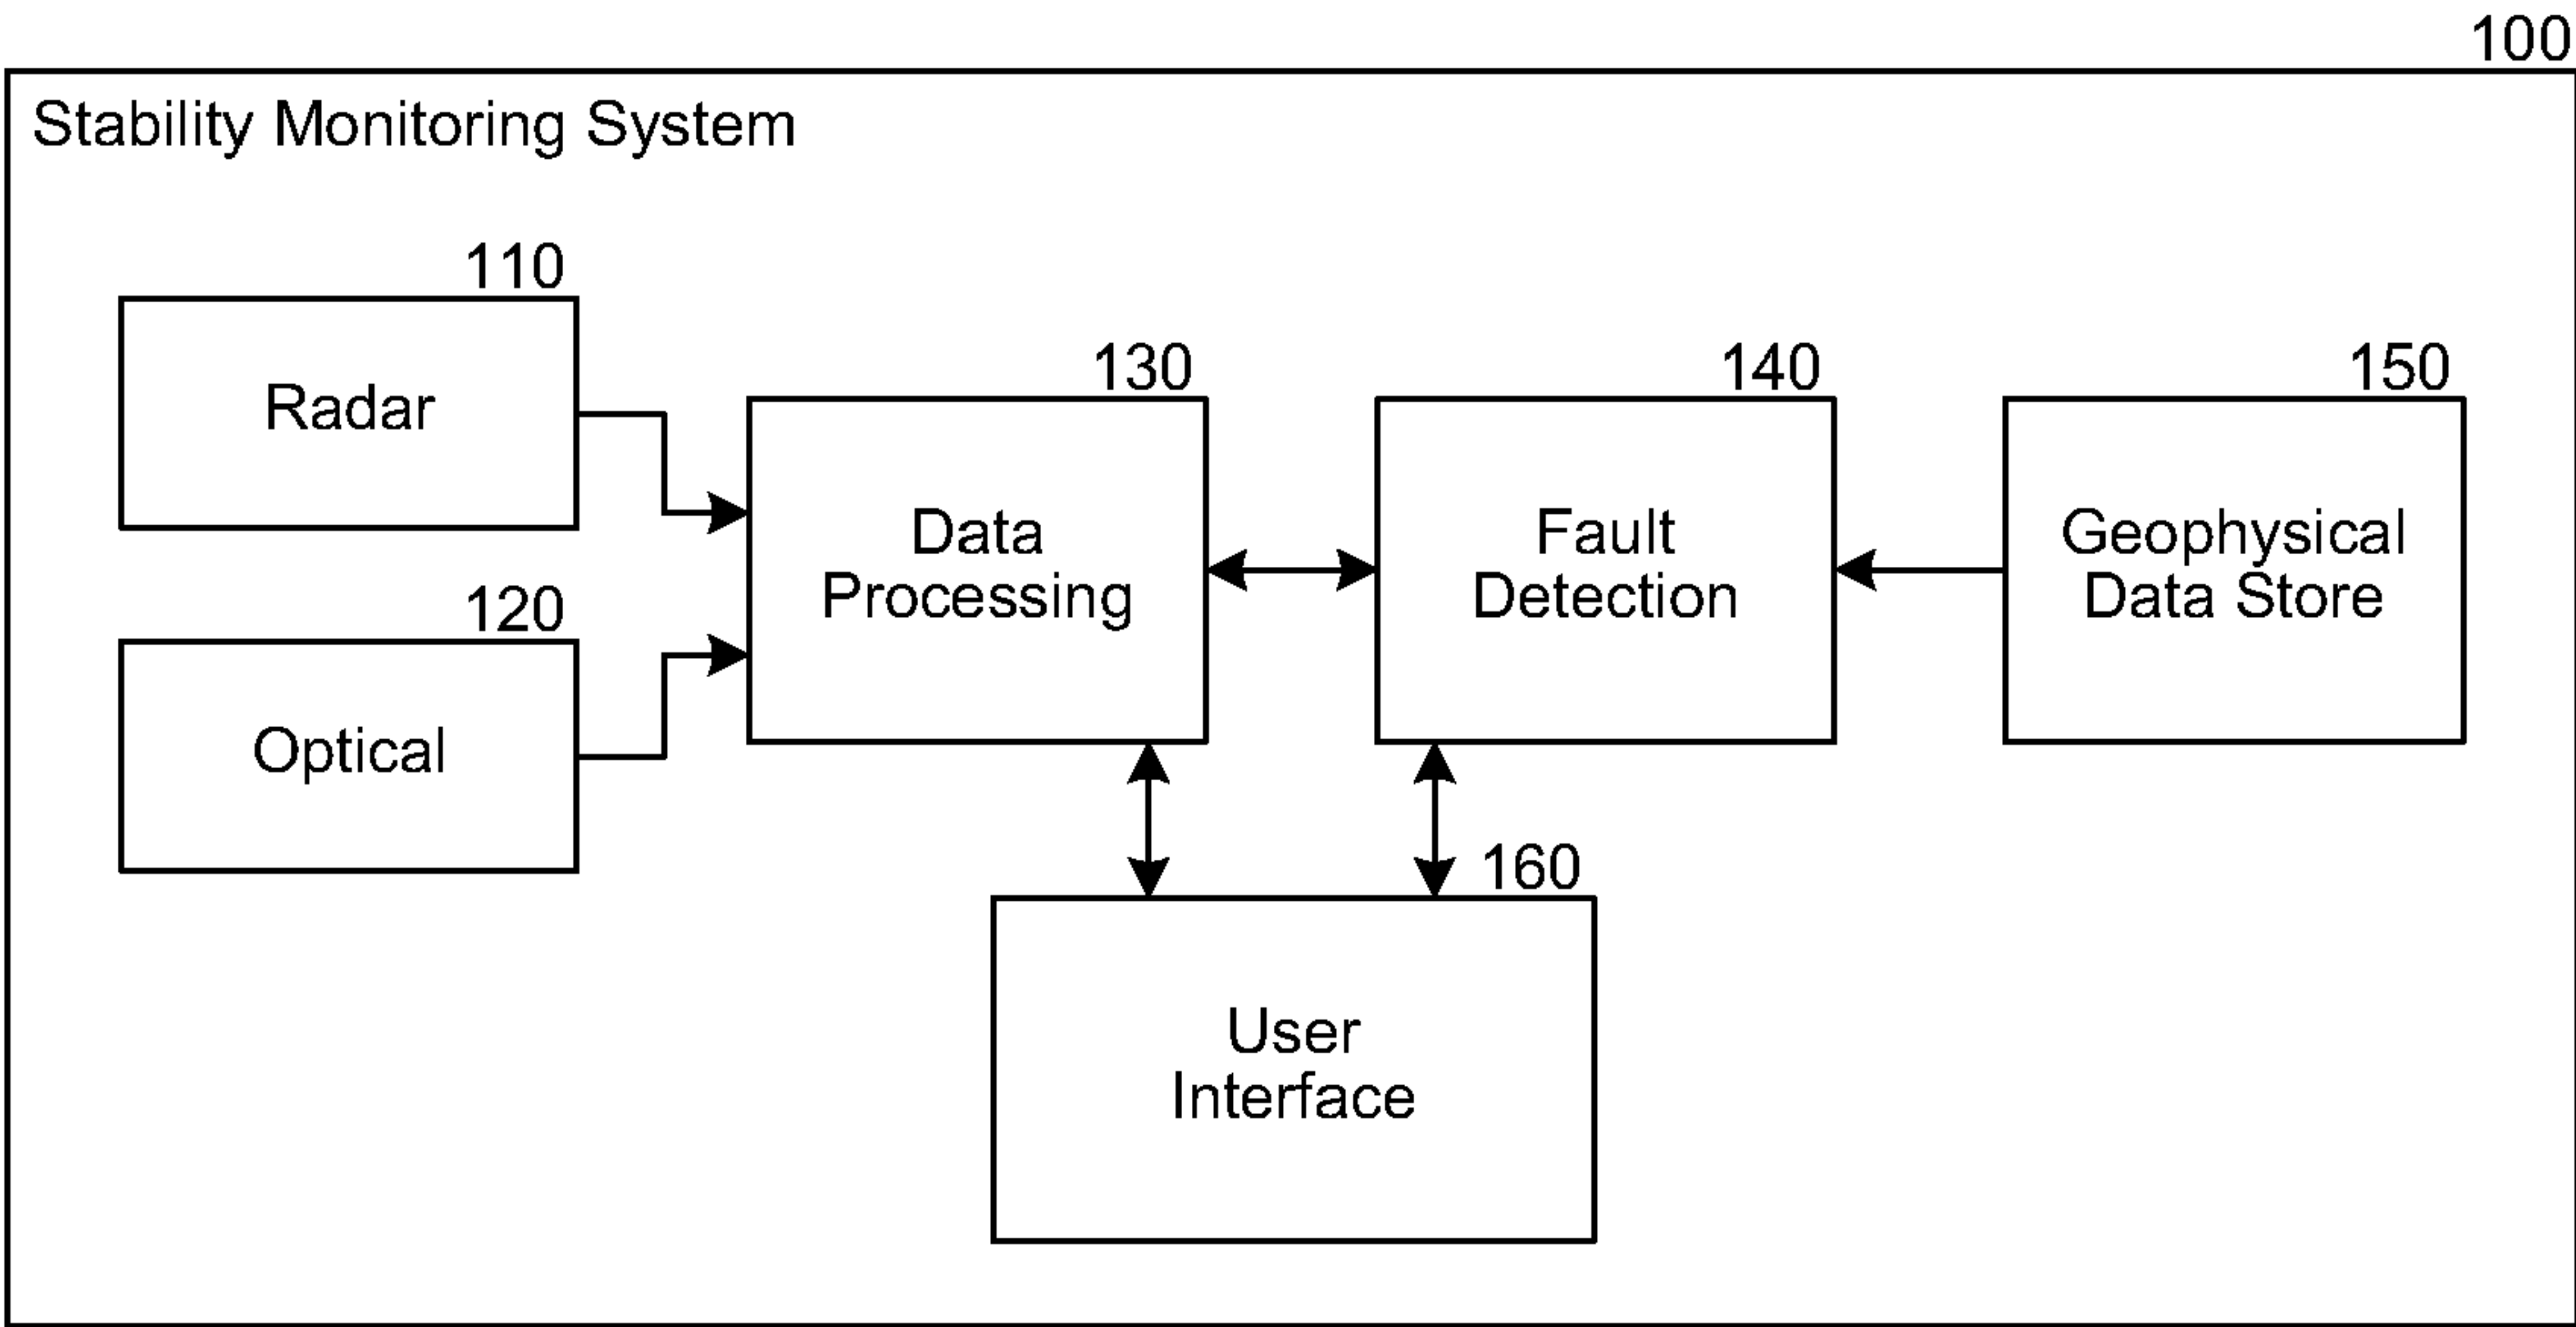 100
Stability Monitoring System
110
Radar
120
Optical
130
Data
Processing
140
Fault
Detection
150
Geophysical
Data Store
160
User
Interface